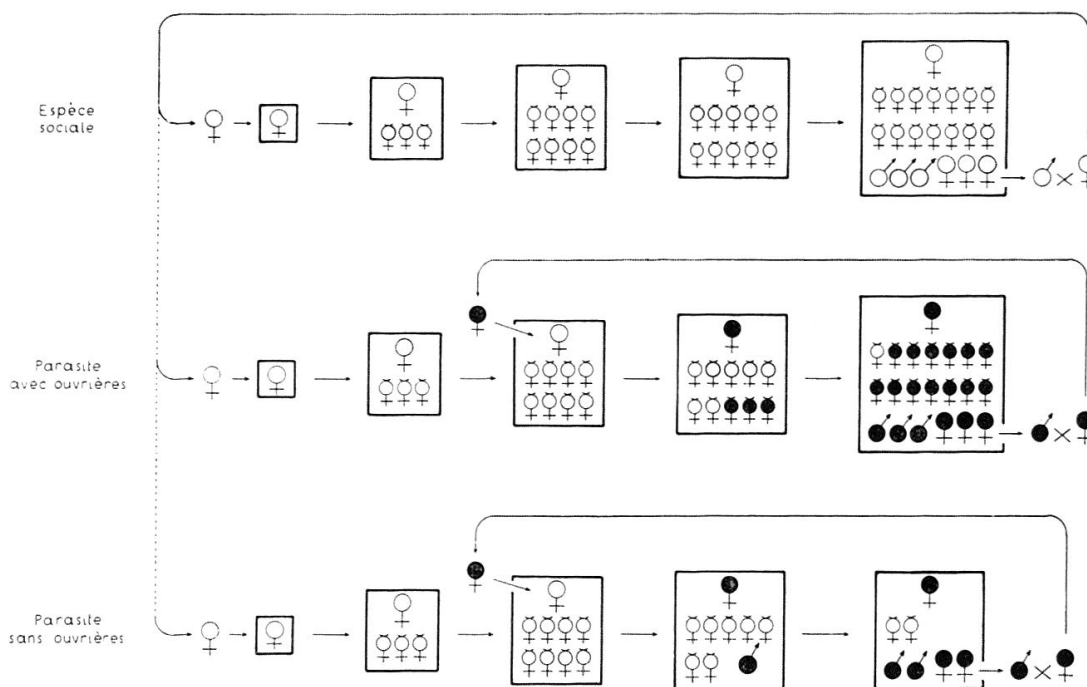 Espèce
sociale
Parasite
avec ouvrières
Parasite
sans ouvrières